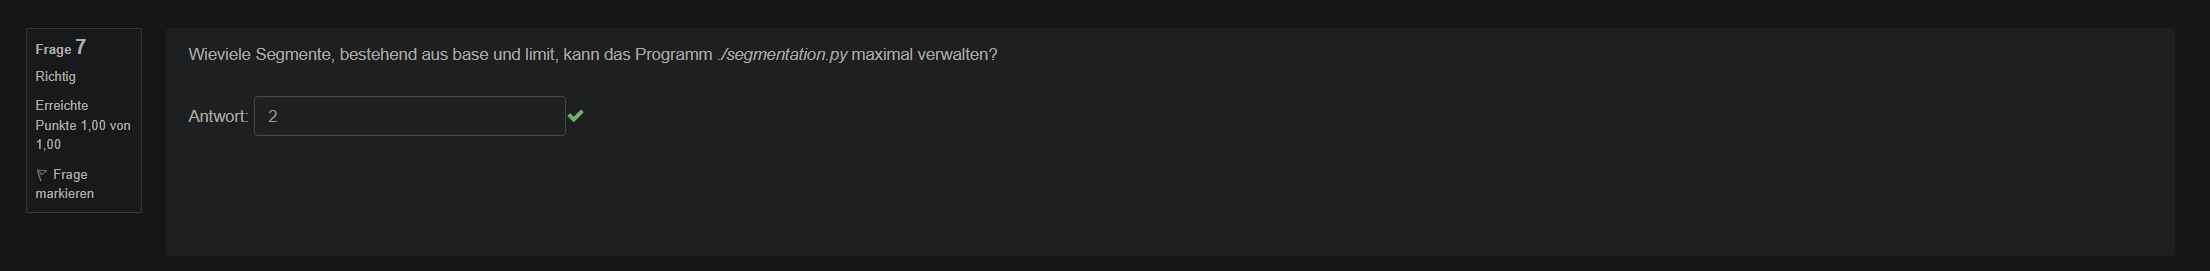 Frage 7
Richtig
Erreichte
Punkte 1,00 von
1,00
Frage
markieren
Wieviele Segmente, bestehend aus base und limit, kann das Programm ./segmentation.py maximal verwalten?
Antwort: 2